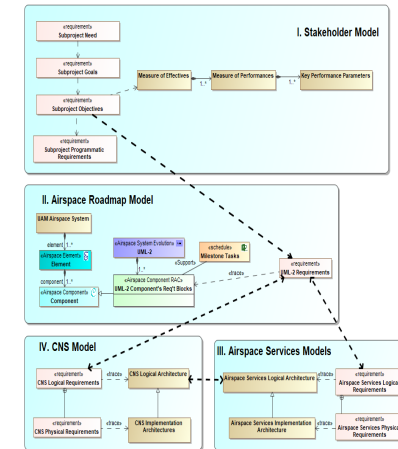 I. Stakeholder Model
«requirement»
Subproject Need
«requirement»
Subproject Goals
«requirement»
Subproject Objectives
«requirement»
Subproject Programmatic
Requirements
Measure of Effectives
1..*
Measure of Performances
1..*
Key Performance Parameters
II. Airspace Roadmap Model
UAM Airspace System
element 1..*
«Airspace Element»
Element
component 1..*
«Airspace Component»
Component
«Airspace System Evolution»
UML-2
1..*
«Support»
«schedule»
Milestone Tasks
«Airspace Component RAC»
UML-2 Component's Req't Blocks
«trace»
«requirement»
UML-2 Requirements
IV. CNS Model
«requirement»
CNS Logical Requirements
«trace»
CNS Logical Architecture
«requirement»
CNS Physical Requirements
«trace»
CNS Implementation
Architectures
III. Airspace Services Models
Airspace Services Logical Architecture
«trace»
«requirement»
Airspace Services Logical
Requirements
Airspace Services Implementation
Architecture
«trace»
«requirement»
Airspace Services Physical
Requirements